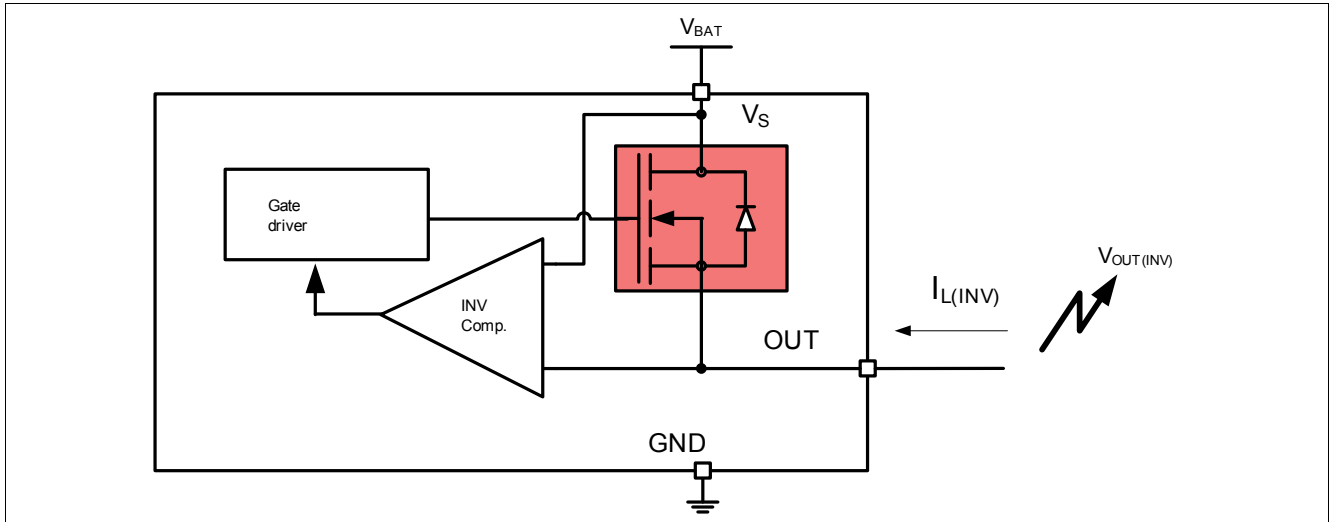 VBAT
VS
Gate
driver
INV
Comp.
VOUT(INV)
IL(INV)
OUT
GND